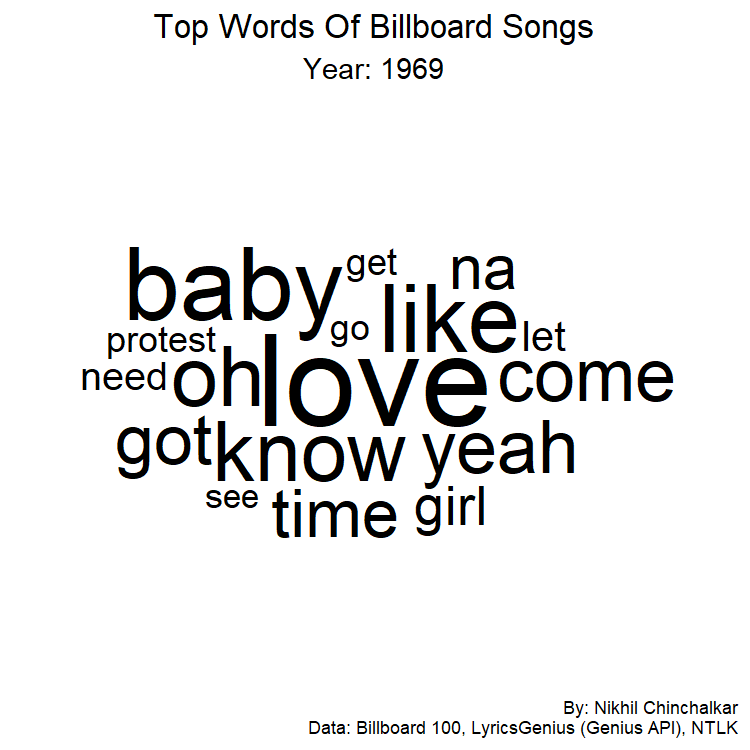 Top Words Of Billboard Songs
Year: 1969
baby get na
go like let
protest
need oh love come
got know yeah
see time girl
By: Nikhil Chinchalkar
Data: Billboard 100, LyricsGenius (Genius API), NTLK